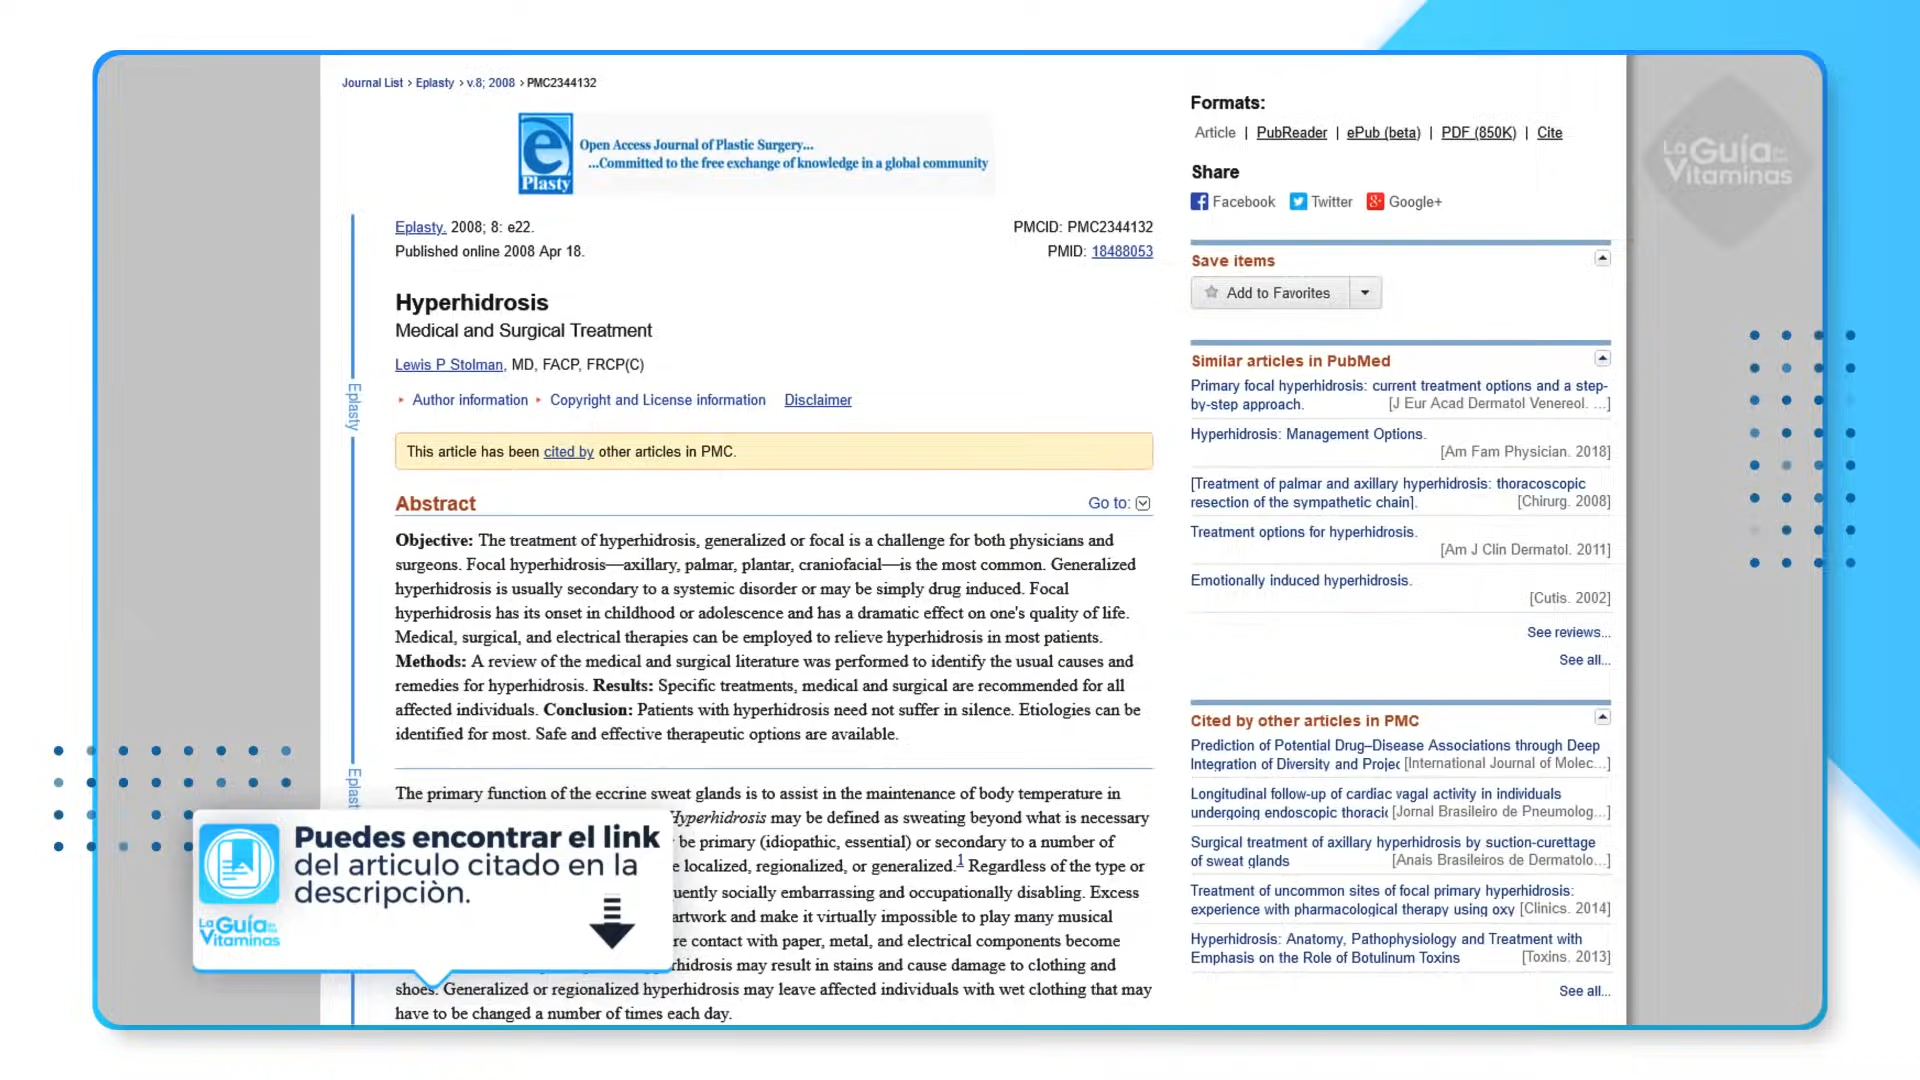 Journal List > Eplasty > v.8; 2008 > PMC2344132
e
Plasty
Open Access Journal of Plastic Surgery...
...Committed to the free exchange of knowledge in a global community
Eplasty. 2008; 8: e22.
Published online 2008 Apr 18.
PMCID: PMC2344132
PMID: 18488053
Hyperhidrosis
Medical and Surgical Treatment
Lewis P Stolman, MD, FACP, FRCP(C)
Author information Copyright and License information Disclaimer
This article has been cited by other articles in PMC.
Abstract
Go to:
Objective: The treatment of hyperhidrosis, generalized or focal is a challenge for both physicians and
surgeons. Focal hyperhidrosis—axillary, palmar, plantar, craniofacial—is the most common. Generalized
hyperhidrosis is usually secondary to a systemic disorder or may be simply drug induced. Focal
hyperhidrosis has its onset in childhood or adolescence and has a dramatic effect on one's quality of life.
Medical, surgical, and electrical therapies can be employed to relieve hyperhidrosis in most patients.
Methods: A review of the medical and surgical literature was performed to identify the usual causes and
remedies for hyperhidrosis. Results: Specific treatments, medical and surgical are recommended for all
affected individuals. Conclusion: Patients with hyperhidrosis need not suffer in silence. Etiologies can be
identified for most. Safe and effective therapeutic options are available.
The primary function of the eccrine sweat glands is to assist in the maintenance of body temperature in
Hyperhidrosis may be defined as sweating beyond what is necessary
be primary (idiopathic, essential) or secondary to a number of
localized, regionalized, or generalized.1 Regardless of the type or
socially embarrassing and occupationally disabling. Excess
artwork and make it virtually impossible to play many musical
contact with paper, metal, and electrical components become
may result in stains and cause damage to clothing and
shoes. Generalized or regionalized hyperhidrosis may leave affected individuals with wet clothing that may
have to be changed a number of times each day.
Eplasty
Eplast
Puedes encontrar el link
del articulo citado en la
descripciòn.
La Guía de las
Vitaminas
Formats:
Article | PubReader | ePub (beta) | PDF (850K) | Cite
Share
Facebook Twitter Google+
Save items
Add to Favorites
Similar articles in PubMed
Primary focal hyperhidrosis: current treatment options and a step-
by-step approach. [J Eur Acad Dermatol Venereol. ...]
Hyperhidrosis: Management Options.
[Am Fam Physician. 2018]
[Treatment of palmar and axillary hyperhidrosis: thoracoscopic
resection of the sympathetic chain]. [Chirurg. 2008]
Treatment options for hyperhidrosis.
[Am J Clin Dermatol. 2011]
Emotionally induced hyperhidrosis.
[Cutis. 2002]
See reviews...
See all...
Cited by other articles in PMC
Prediction of Potential Drug–Disease Associations through Deep
Integration of Diversity and Projec [International Journal of Molec...]
Longitudinal follow-up of cardiac vagal activity in individuals
undergoing endoscopic thoracic [Jornal Brasileiro de Pneumolog...]
Surgical treatment of axillary hyperhidrosis by suction-curettage
of sweat glands [Anais Brasileiros de Dermatolo...]
Treatment of uncommon sites of focal primary hyperhidrosis:
experience with pharmacological therapy using oxy [Clinics. 2014]
Hyperhidrosis: Anatomy, Pathophysiology and Treatment with
Emphasis on the Role of Botulinum Toxins [Toxins. 2013]
See all...
La Guía de las
Vitaminas